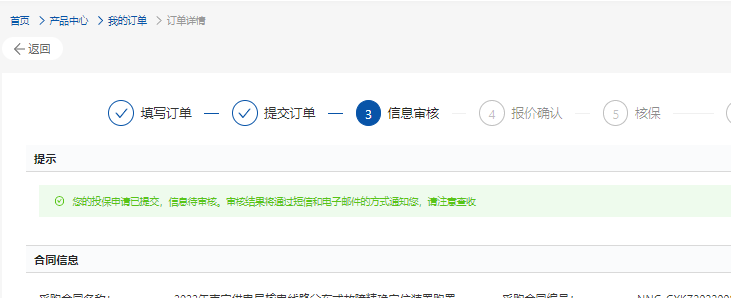 首页 > 产品中心 > 我的订单 > 订单详情
← 返回
填写订单 — 提交订单 — 3 信息审核 — 4 报价确认 — 5 核保
提示
您的投保申请已提交，信息待审核。审核结果将通过短信和电子邮件的方式通知您，请注意查收
合同信息